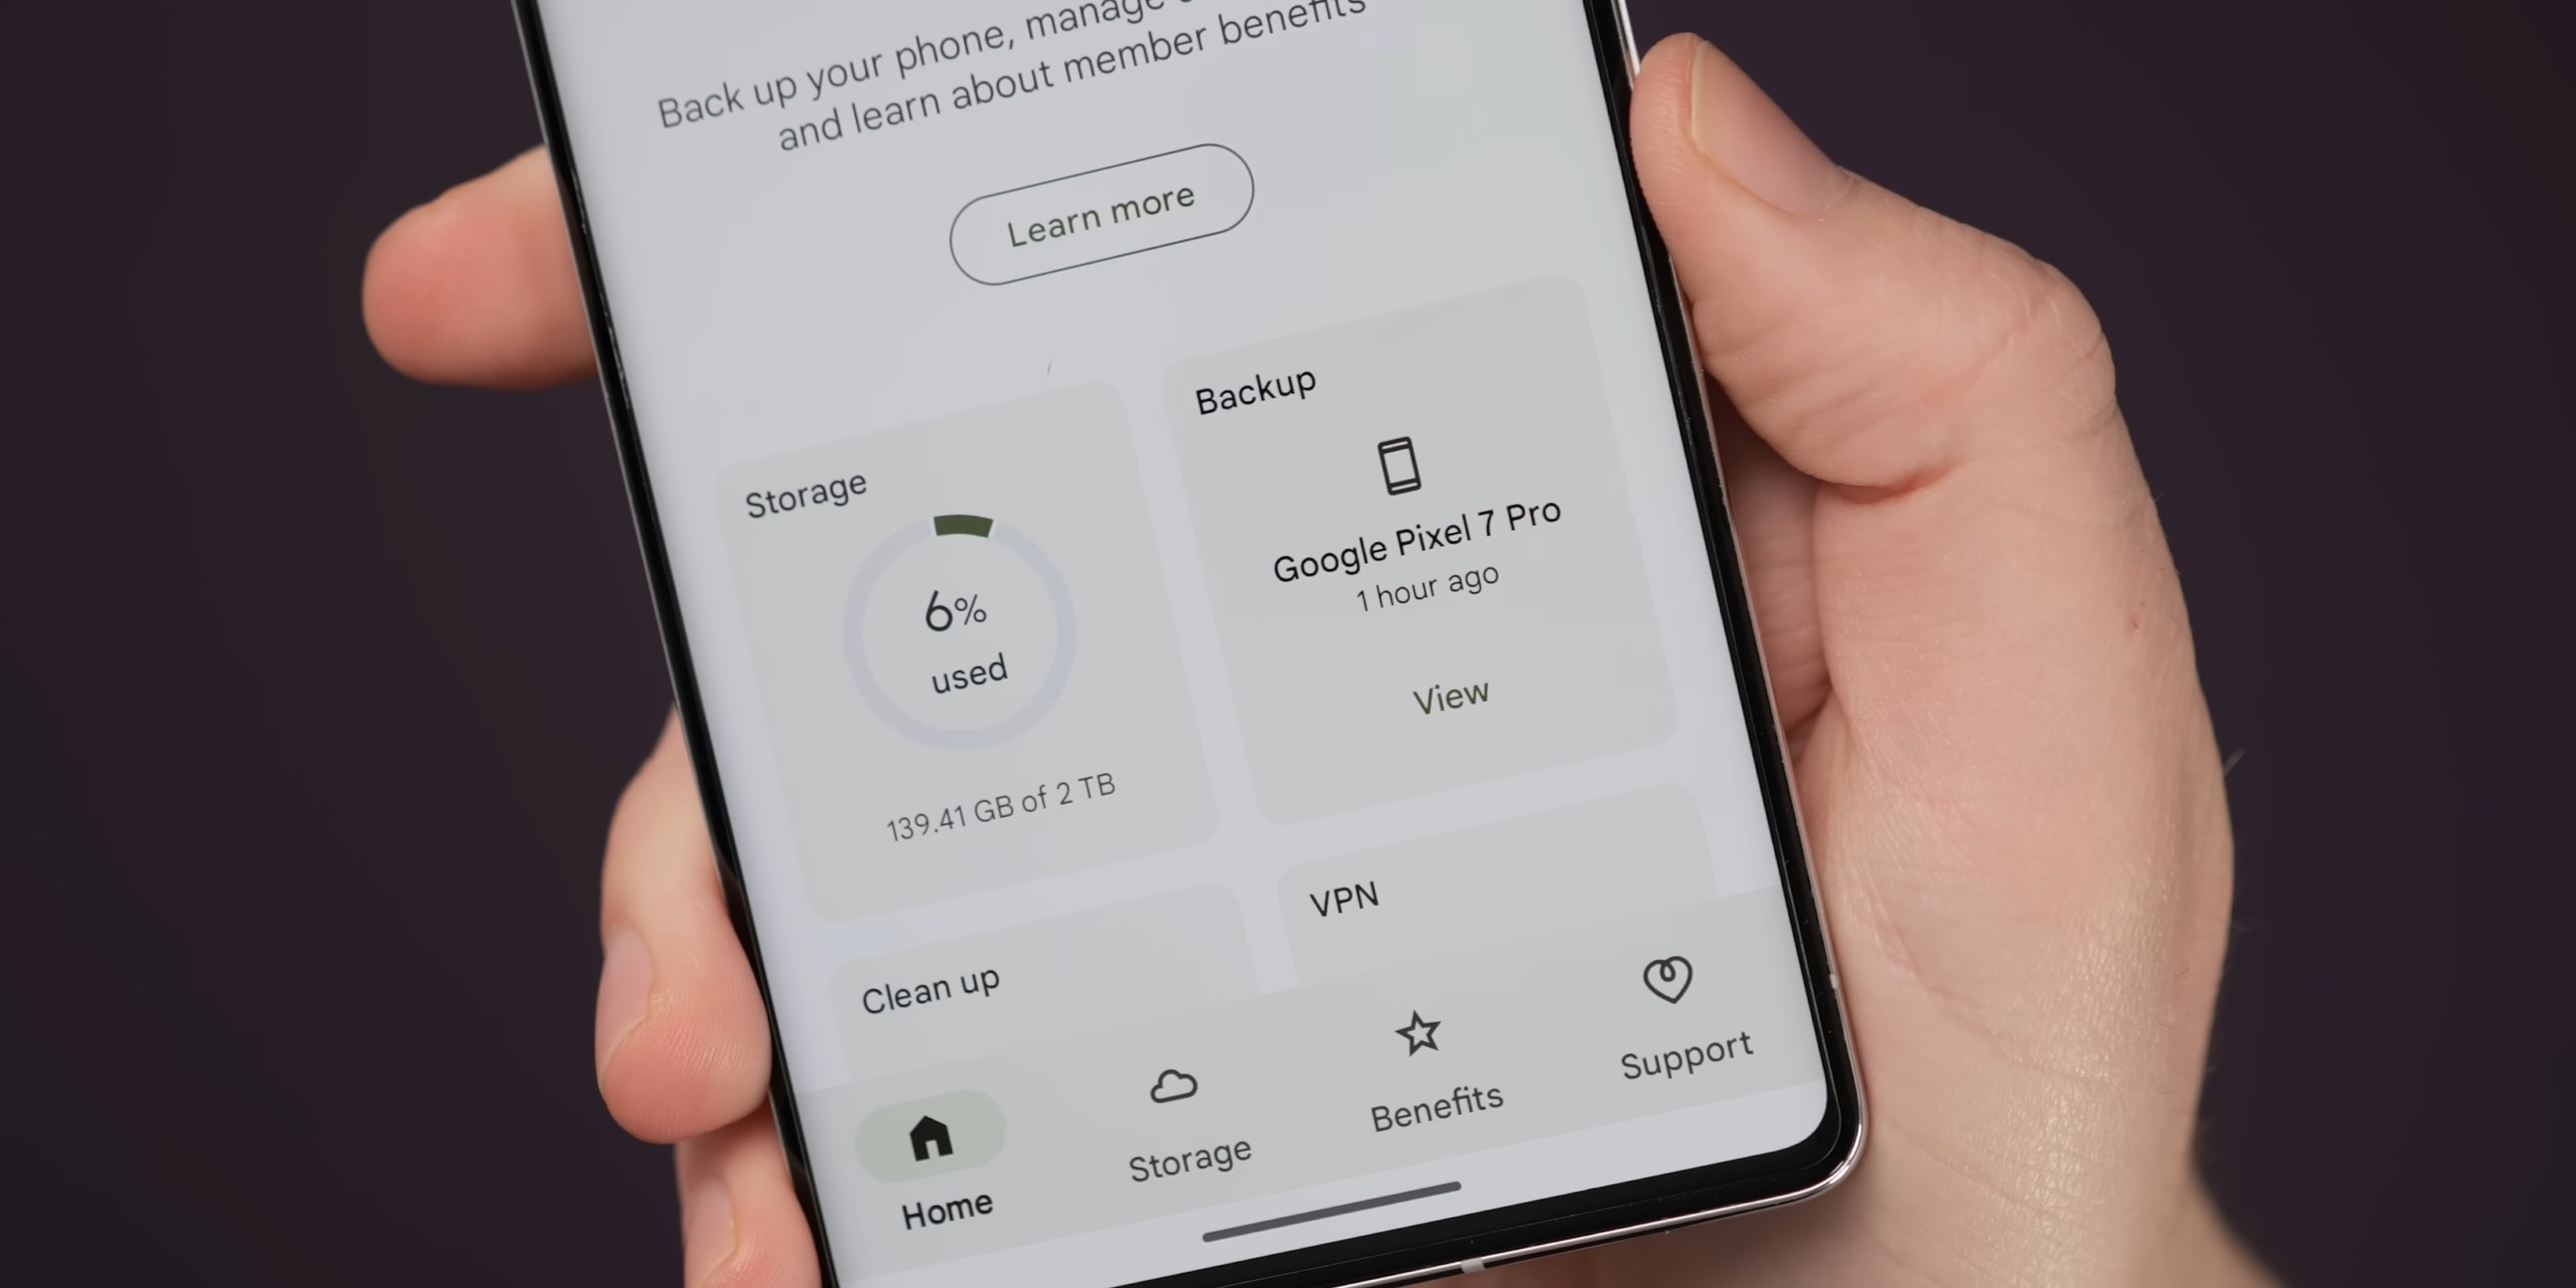 Back up your phone, manage
and learn about member benefits
Learn more
Storage
6%
used
139.41 GB of 2 TB
Backup
Google Pixel 7 Pro
1 hour ago
View
Clean up
VPN
Home
Storage
Benefits
Support